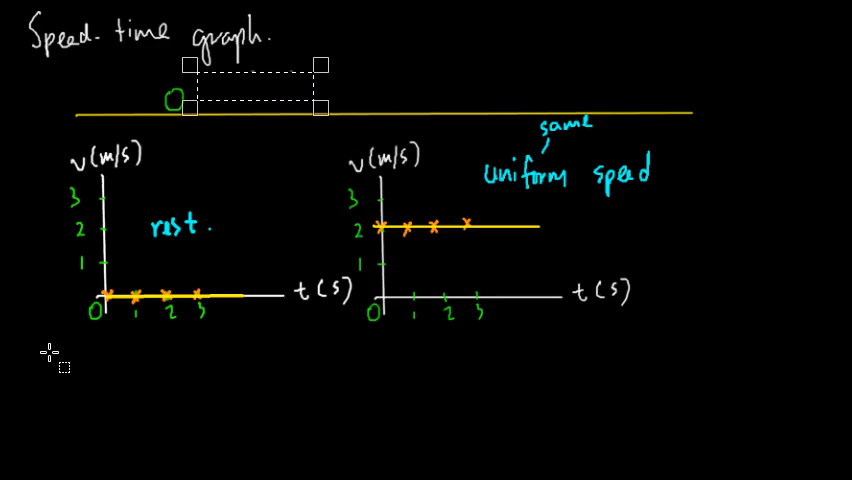 Speed-time graph.
0
same
v(m/s)
v(m/s)
uniform speed
3
3
rest.
2
2
1
1
t(s)
t(s)
0 1 2 3
0 1 2 3